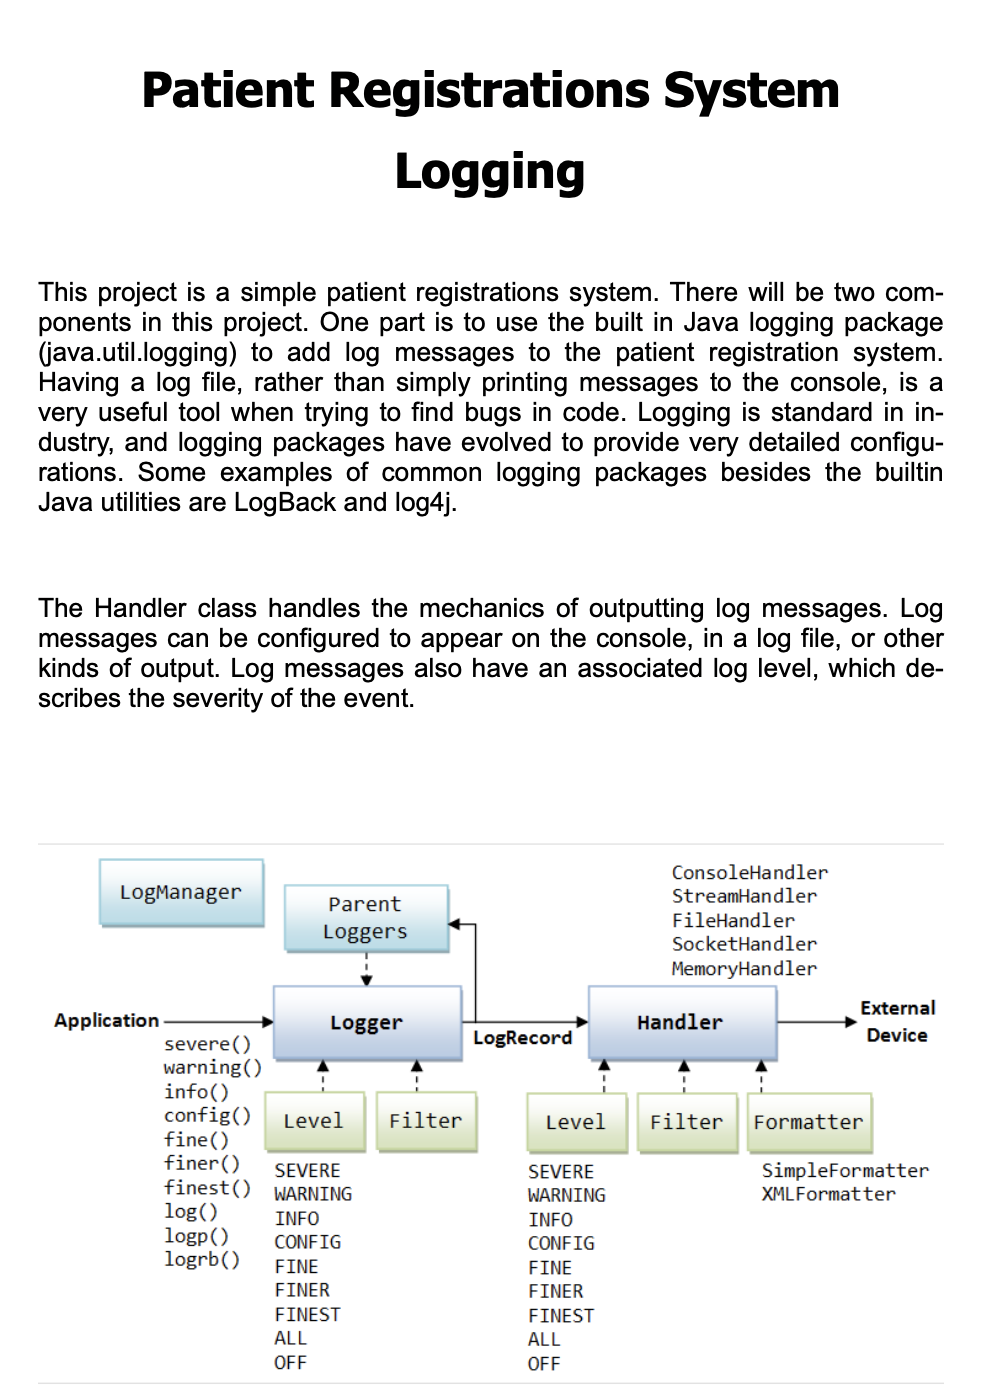 Patient Registrations System
Logging
This project is a simple patient registrations system. There will be two com-
ponents in this project. One part is to use the built in Java logging package
(java.util.logging) to add log messages to the patient registration system.
Having a log file, rather than simply printing messages to the console, is a
very useful tool when trying to find bugs in code. Logging is standard in in-
dustry, and logging packages have evolved to provide very detailed configu-
rations. Some examples of common logging packages besides the builtin
Java utilities are LogBack and log4j.
The Handler class handles the mechanics of outputting log messages. Log
messages can be configured to appear on the console, in a log file, or other
kinds of output. Log messages also have an associated log level, which de-
scribes the severity of the event.
LogManager
Parent
Loggers
ConsoleHandler
StreamHandler
FileHandler
SocketHandler
MemoryHandler
Application
Logger
LogRecord
Handler
External
Device
severe()
warning()
info()
config()
fine()
finer()
finest()
log()
logp()
logrb()
Level
Filter
SEVERE
WARNING
INFO
CONFIG
FINE
FINER
FINEST
ALL
OFF
Level
Filter
Formatter
SEVERE
WARNING
INFO
CONFIG
FINE
FINER
FINEST
ALL
OFF
SimpleFormatter
XMLFormatter